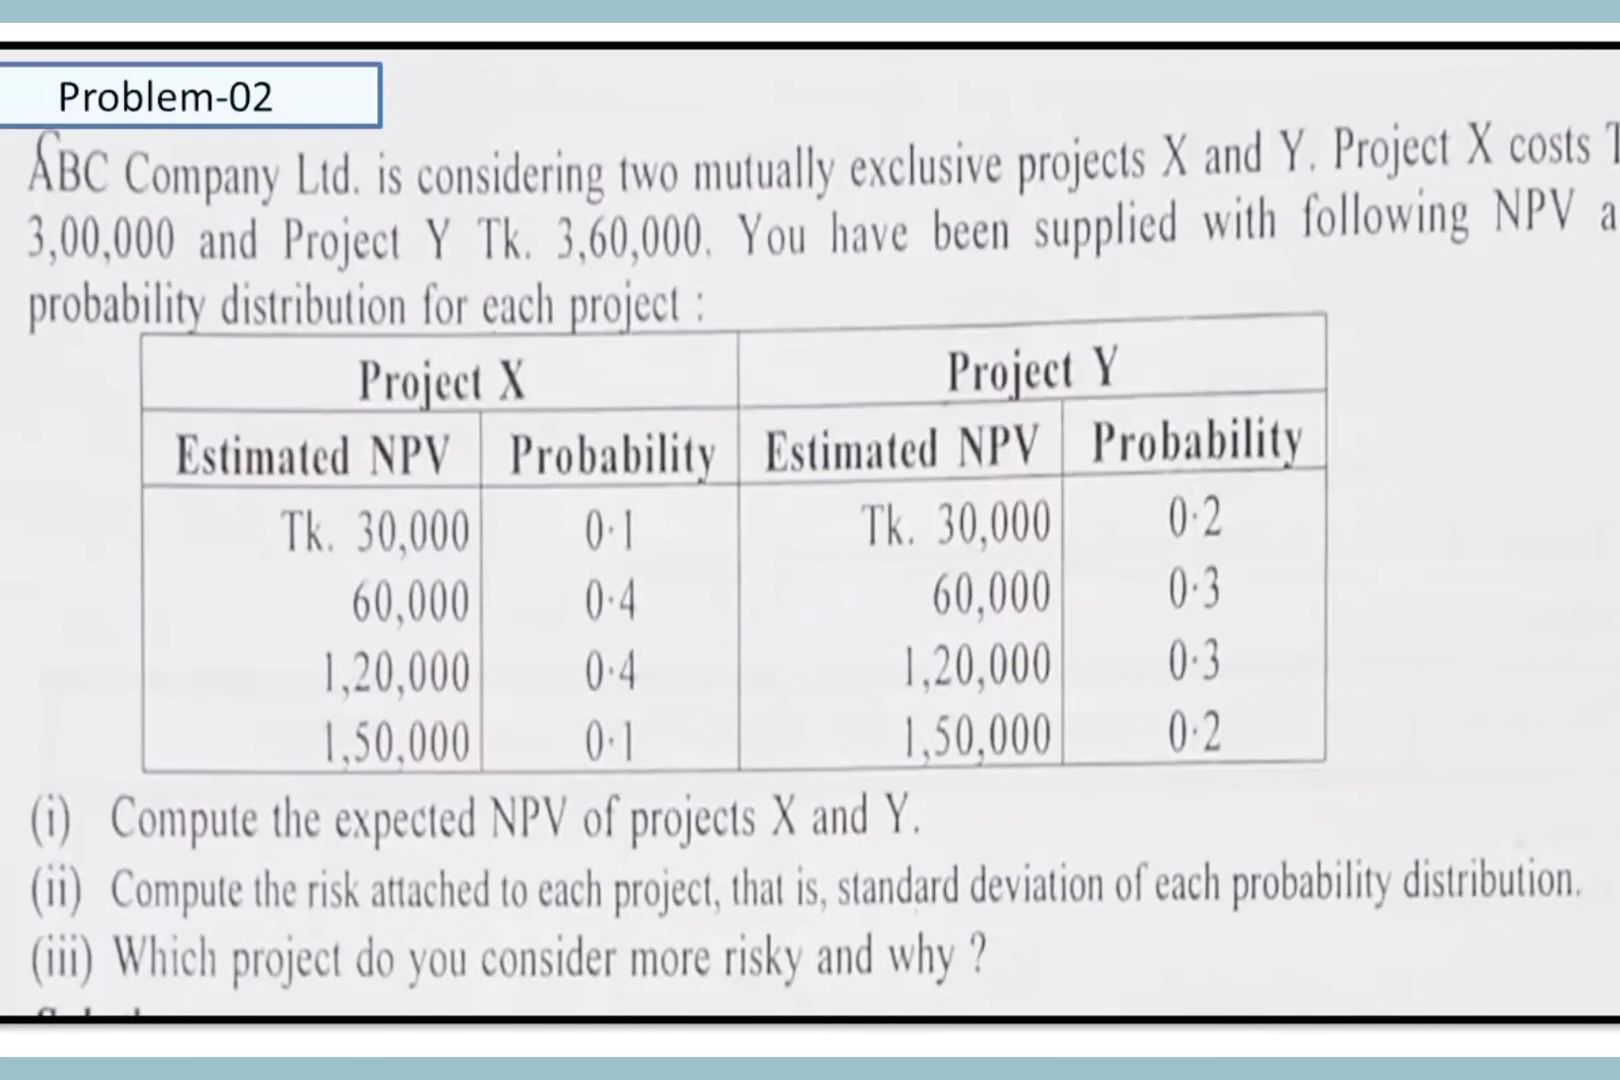 Problem-02
ABC Company Ltd. is considering two mutually exclusive projects X and Y. Project X costs
3,00,000 and Project Y Tk. 3,60,000. You have been supplied with following NPV
probability distribution for each project :
Project X Project Y
Estimated NPV Probability Estimated NPV Probability
Tk. 30,000 0·1 Tk. 30,000 0·2
60,000 0·4 60,000 0·3
1,20,000 0·4 1,20,000 0·3
1,50,000 0·1 1,50,000 0·2
(i) Compute the expected NPV of projects X and Y.
(ii) Compute the risk attached to each project, that is, standard deviation of each probability distribution.
(iii) Which project do you consider more risky and why ?